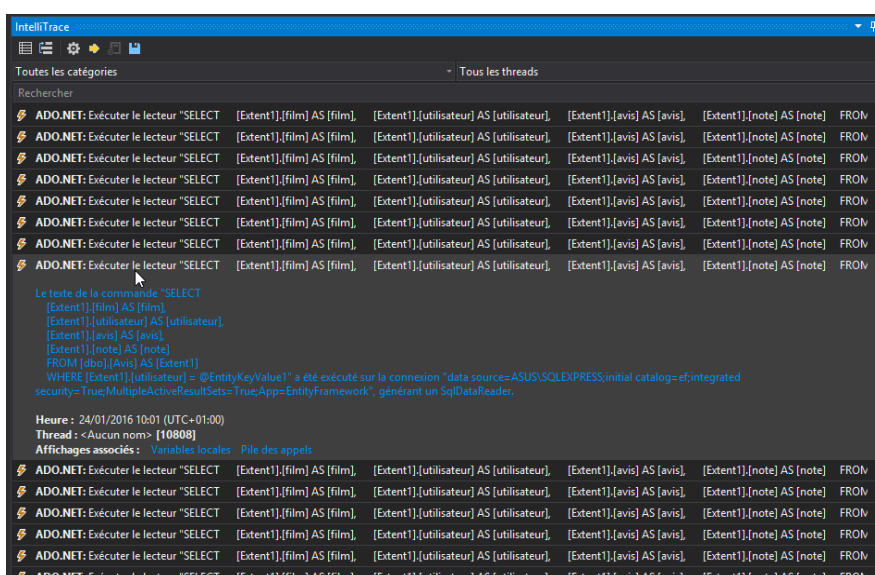 IntelliTrace
Toutes les catégories Tous les threads
Rechercher
ADO.NET: Exécuter le lecteur "SELECT [Extent1].[film] AS [film], [Extent1].[utilisateur] AS [utilisateur], [Extent1].[avis] AS [avis], [Extent1].[note] AS [note] FROM
ADO.NET: Exécuter le lecteur "SELECT [Extent1].[film] AS [film], [Extent1].[utilisateur] AS [utilisateur], [Extent1].[avis] AS [avis], [Extent1].[note] AS [note] FROM
ADO.NET: Exécuter le lecteur "SELECT [Extent1].[film] AS [film], [Extent1].[utilisateur] AS [utilisateur], [Extent1].[avis] AS [avis], [Extent1].[note] AS [note] FROM
ADO.NET: Exécuter le lecteur "SELECT [Extent1].[film] AS [film], [Extent1].[utilisateur] AS [utilisateur], [Extent1].[avis] AS [avis], [Extent1].[note] AS [note] FROM
ADO.NET: Exécuter le lecteur "SELECT [Extent1].[film] AS [film], [Extent1].[utilisateur] AS [utilisateur], [Extent1].[avis] AS [avis], [Extent1].[note] AS [note] FROM
ADO.NET: Exécuter le lecteur "SELECT [Extent1].[film] AS [film], [Extent1].[utilisateur] AS [utilisateur], [Extent1].[avis] AS [avis], [Extent1].[note] AS [note] FROM
ADO.NET: Exécuter le lecteur "SELECT [Extent1].[film] AS [film], [Extent1].[utilisateur] AS [utilisateur], [Extent1].[avis] AS [avis], [Extent1].[note] AS [note] FROM
ADO.NET: Exécuter le lecteur "SELECT [Extent1].[film] AS [film], [Extent1].[utilisateur] AS [utilisateur], [Extent1].[avis] AS [avis], [Extent1].[note] AS [note] FROM
Le texte de la commande "SELECT
[Extent1].[film] AS [film],
[Extent1].[utilisateur] AS [utilisateur],
[Extent1].[avis] AS [avis],
[Extent1].[note] AS [note]
FROM [dbo].[Avis] AS [Extent1]
WHERE [Extent1].[utilisateur] = @EntityKeyValue1" a été exécuté sur la connexion "data source=ASUS\SQLEXPRESS;initial catalog=ef;integrated
security=True;MultipleActiveResultSets=True;App=EntityFramework", générant un SqlDataReader.
Heure : 24/01/2016 10:01 (UTC+01:00)
Thread : <Aucun nom> [10808]
Affichages associés : Variables locales Pile des appels
ADO.NET: Exécuter le lecteur "SELECT [Extent1].[film] AS [film], [Extent1].[utilisateur] AS [utilisateur], [Extent1].[avis] AS [avis], [Extent1].[note] AS [note] FROM
ADO.NET: Exécuter le lecteur "SELECT [Extent1].[film] AS [film], [Extent1].[utilisateur] AS [utilisateur], [Extent1].[avis] AS [avis], [Extent1].[note] AS [note] FROM
ADO.NET: Exécuter le lecteur "SELECT [Extent1].[film] AS [film], [Extent1].[utilisateur] AS [utilisateur], [Extent1].[avis] AS [avis], [Extent1].[note] AS [note] FROM
ADO.NET: Exécuter le lecteur "SELECT [Extent1].[film] AS [film], [Extent1].[utilisateur] AS [utilisateur], [Extent1].[avis] AS [avis], [Extent1].[note] AS [note] FROM
ADO.NET: Exécuter le lecteur "SELECT [Extent1].[film] AS [film], [Extent1].[utilisateur] AS [utilisateur], [Extent1].[avis] AS [avis], [Extent1].[note] AS [note] FROM